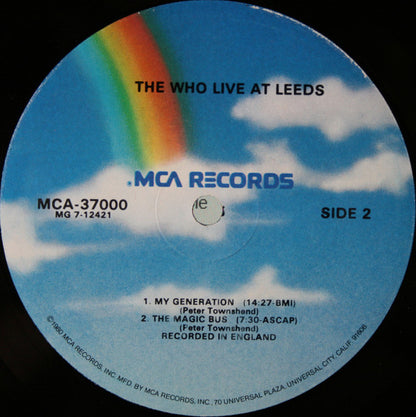 THE WHO LIVE AT LEEDS
MCA RECORDS
MCA-37000
MG 7-12421
SIDE 2
1. MY GENERATION (14:27-BMI)
(Peter Townshend)
2. THE MAGIC BUS (7:30-ASCAP)
(Peter Townshend)
RECORDED IN ENGLAND
©1980 MCA RECORDS, INC. MFD. BY MCA RECORDS, INC., 70 UNIVERSAL PLAZA, UNIVERSAL CITY, CALIF. 91608